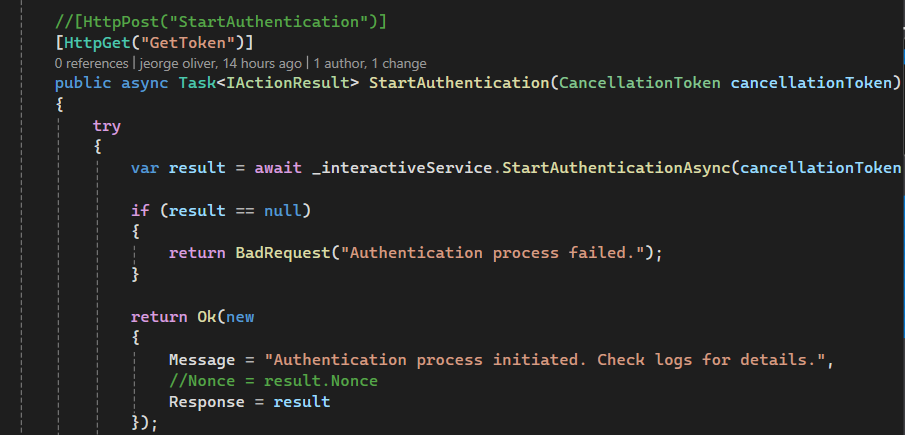 //[HttpPost("StartAuthentication")]
[HttpGet("GetToken")]
0 references | jeorge oliver, 14 hours ago | 1 author, 1 change
public async Task<IActionResult> StartAuthentication(CancellationToken cancellationToken)
{
try
{
var result = await _interactiveService.StartAuthenticationAsync(cancellationToken
if (result == null)
{
return BadRequest("Authentication process failed.");
}
return Ok(new
{
Message = "Authentication process initiated. Check logs for details.",
//Nonce = result.Nonce
Response = result
});